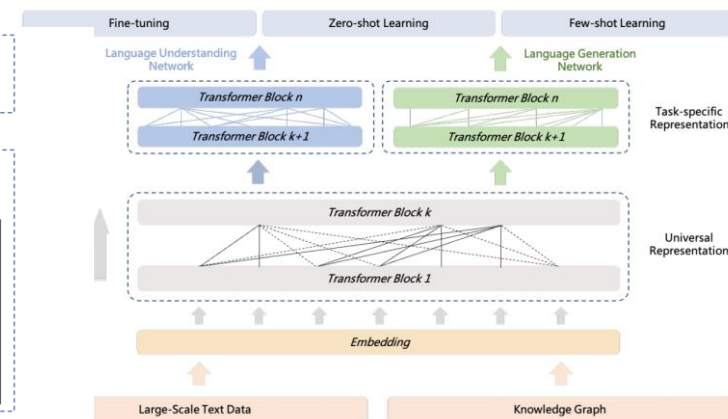 Fine-tuning
Zero-shot Learning
Few-shot Learning
Language Understanding
Network
Language Generation
Network
Transformer Block n
Transformer Block n
Task-specific
Representation
Transformer Block k+1
Transformer Block k+1
Transformer Block k
Universal
Representation
Transformer Block 1
Embedding
Large-Scale Text Data
Knowledge Graph